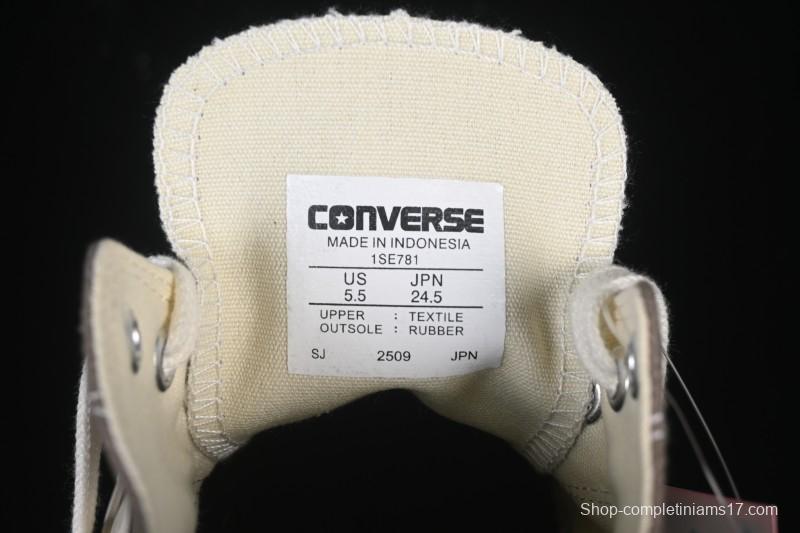 CONVERSE
MADE IN INDONESIA
1SE781
US JPN
5.5 24.5
UPPER : TEXTILE
OUTSOLE : RUBBER
SJ 2509 JPN
Shop-completiniams17.com